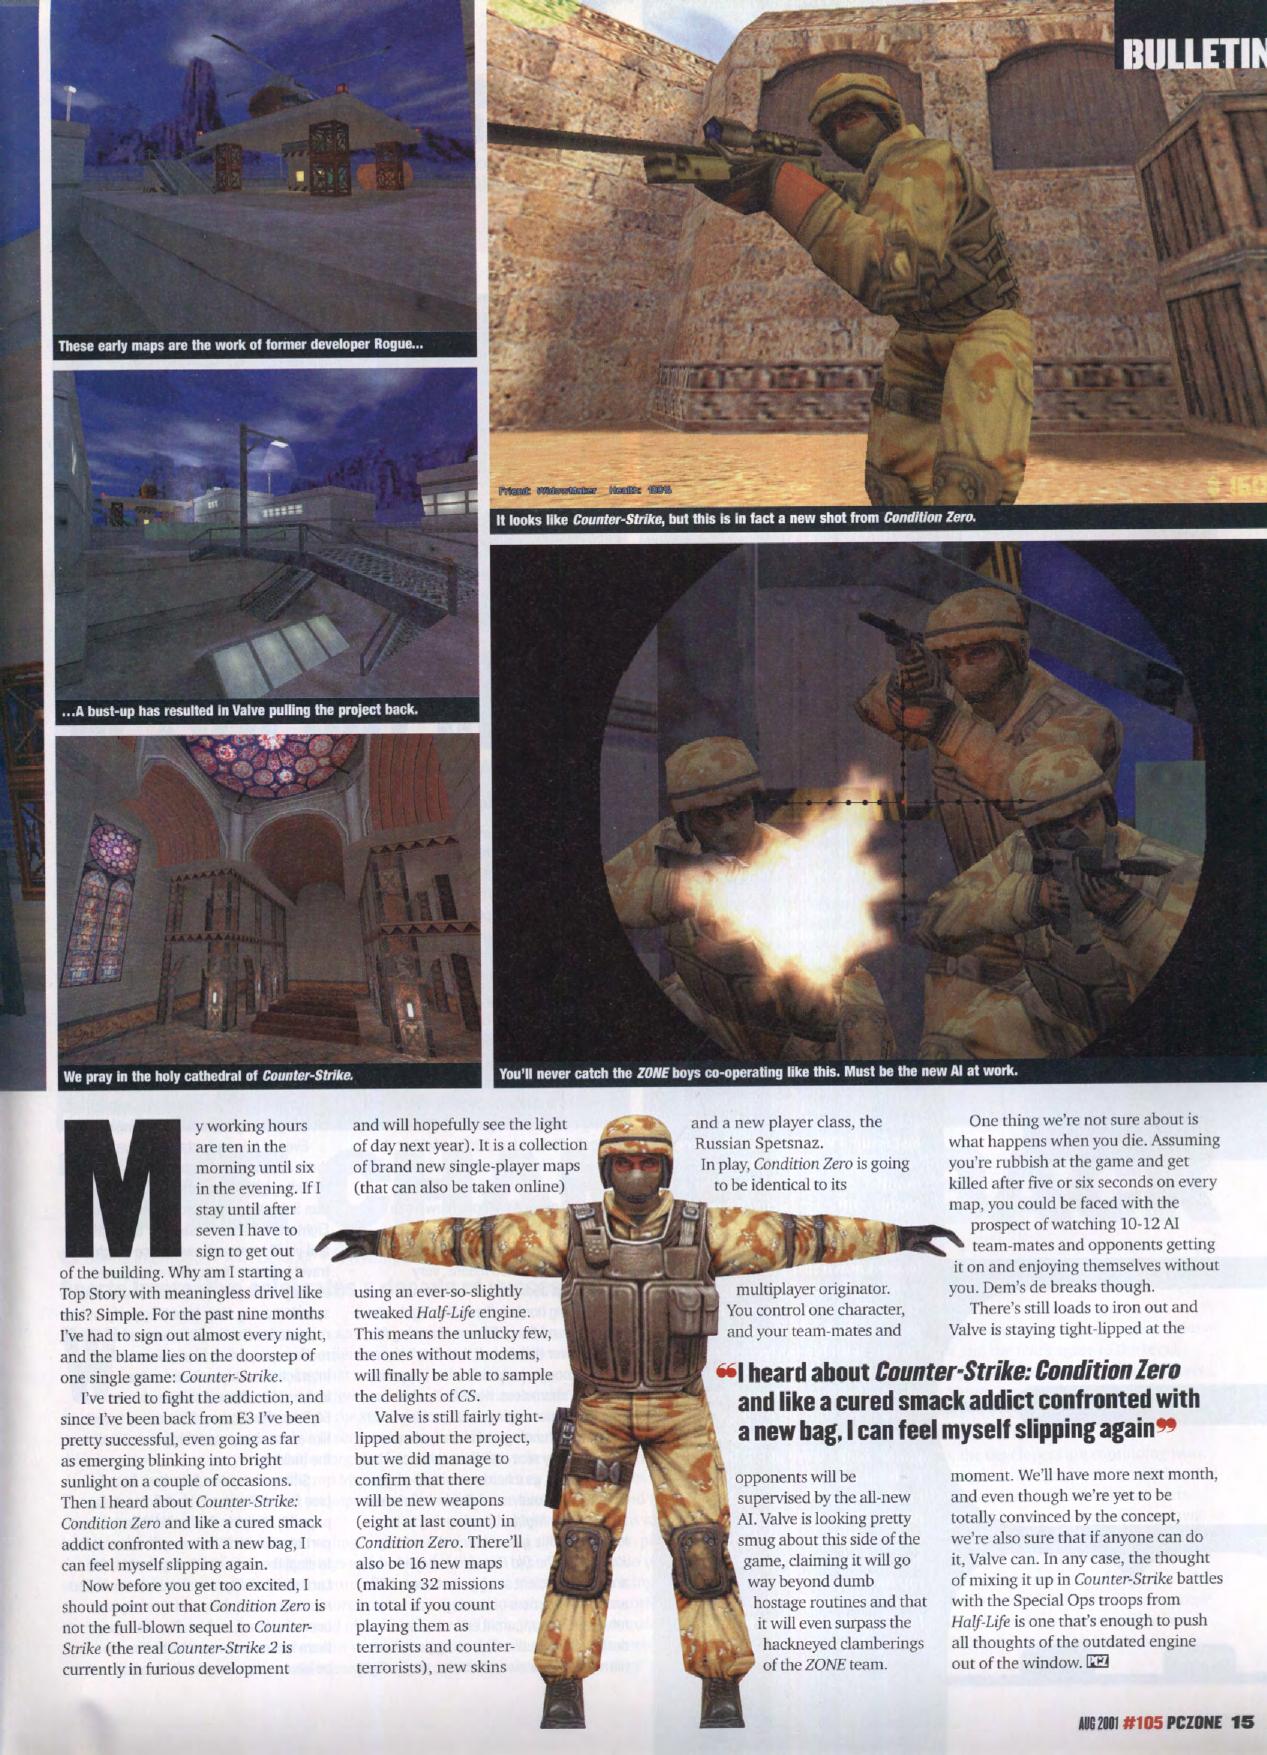 BULLETIN
These early maps are the work of former developer Rogue...
Friend: WidowMaker Health: 100%
It looks like Counter-Strike, but this is in fact a new shot from Condition Zero.
...A bust-up has resulted in Valve pulling the project back.
We pray in the holy cathedral of Counter-Strike.
You'll never catch the ZONE boys co-operating like this. Must be the new AI at work.
My working hours
are ten in the
morning until six
in the evening. If I
stay until after
seven I have to
sign to get out
of the building. Why am I starting a
Top Story with meaningless drivel like
this? Simple. For the past nine months
I've had to sign out almost every night,
and the blame lies on the doorstep of
one single game: Counter-Strike.
I've tried to fight the addiction, and
since I've been back from E3 I've been
pretty successful, even going as far
as emerging blinking into bright
sunlight on a couple of occasions.
Then I heard about Counter-Strike:
Condition Zero and like a cured smack
addict confronted with a new bag, I
can feel myself slipping again.
Now before you get too excited, I
should point out that Condition Zero is
not the full-blown sequel to Counter-
Strike (the real Counter-Strike 2 is
currently in furious development
and will hopefully see the light
of day next year). It is a collection
of brand new single-player maps
(that can also be taken online)
using an ever-so-slightly
tweaked Half-Life engine.
This means the unlucky few,
the ones without modems,
will finally be able to sample
the delights of CS.
Valve is still fairly tight-
lipped about the project,
but we did manage to
confirm that there
will be new weapons
(eight at last count) in
Condition Zero. There'll
also be 16 new maps
(making 32 missions
in total if you count
playing them as
terrorists and counter-
terrorists), new skins
and a new player class, the
Russian Spetsnaz.
In play, Condition Zero is going
to be identical to its
multiplayer originator.
You control one character,
and your team-mates and
opponents will be
supervised by the all-new
AI. Valve is looking pretty
smug about this side of the
game, claiming it will go
way beyond dumb
hostage routines and that
it will even surpass the
hackneyed clamberings
of the ZONE team.
One thing we're not sure about is
what happens when you die. Assuming
you're rubbish at the game and get
killed after five or six seconds on every
map, you could be faced with the
prospect of watching 10-12 AI
team-mates and opponents getting
it on and enjoying themselves without
you. Dem's de breaks though.
There's still loads to iron out and
Valve is staying tight-lipped at the
moment. We'll have more next month,
and even though we're yet to be
totally convinced by the concept,
we're also sure that if anyone can do
it, Valve can. In any case, the thought
of mixing it up in Counter-Strike battles
with the Special Ops troops from
Half-Life is one that's enough to push
all thoughts of the outdated engine
out of the window. PCZ
❝I heard about Counter-Strike: Condition Zero
and like a cured smack addict confronted with
a new bag, I can feel myself slipping again❞
AUG 2001 #105 PCZONE 15